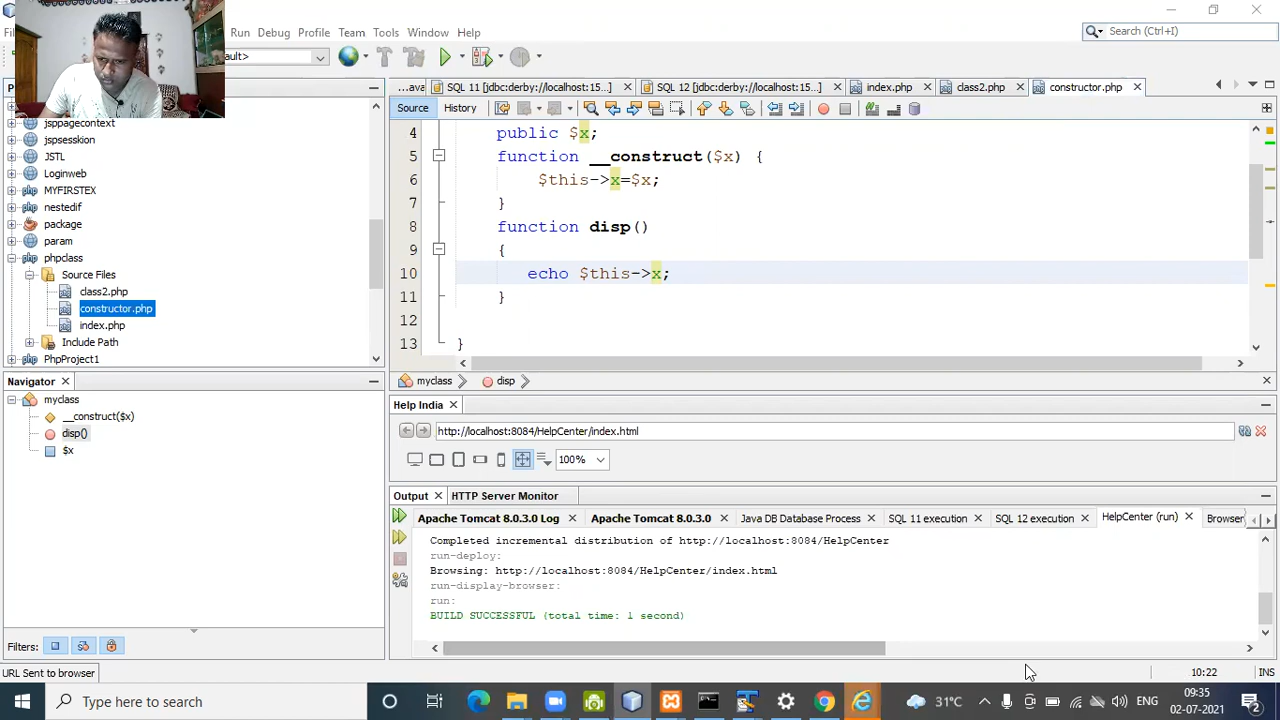 Run Debug Profile Team Tools Window Help
Search (Ctrl+I)
ault>
...ava SQL 11 [jdbc:derby://localhost:15... SQL 12 [jdbc:derby://localhost:15... index.php class2.php constructor.php
Source History
jsppagecontext
jspsesskion
JSTL
Loginweb
MYFIRSTEX
nestedif
package
param
phpclass
Source Files
class2.php
constructor.php
index.php
Include Path
PhpProject1
4 public $x;
5 function __construct($x) {
6 $this->x=$x;
7 }
8 function disp()
9 {
10 echo $this->x;
11 }
12
13 }
myclass disp
Navigator
myclass
__construct($x)
disp()
$x
Filters:
Help India
http://localhost:8084/HelpCenter/index.html
100%
Output HTTP Server Monitor
Apache Tomcat 8.0.3.0 Log Apache Tomcat 8.0.3.0 Java DB Database Process SQL 11 execution SQL 12 execution HelpCenter (run) Browser
Completed incremental distribution of http://localhost:8084/HelpCenter
run-deploy:
Browsing: http://localhost:8084/HelpCenter/index.html
run-display-browser:
run:
BUILD SUCCESSFUL (total time: 1 second)
URL Sent to browser
10:22 INS
Type here to search
31°C
ENG
09:35
02-07-2021
2